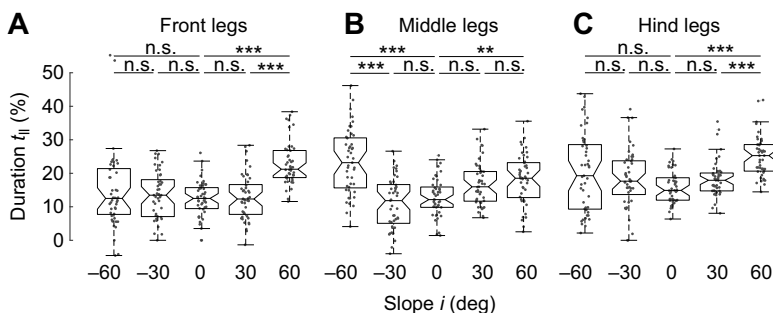 A Front legs B Middle legs C Hind legs
n.s. *** *** ** n.s. ***
n.s. n.s. n.s. *** *** n.s. n.s. n.s. n.s. n.s. n.s. ***
50
40
30
20
10
0
Duration t_II (%)
–60 –30 0 30 60 –60 –30 0 30 60 –60 –30 0 30 60
Slope i (deg)